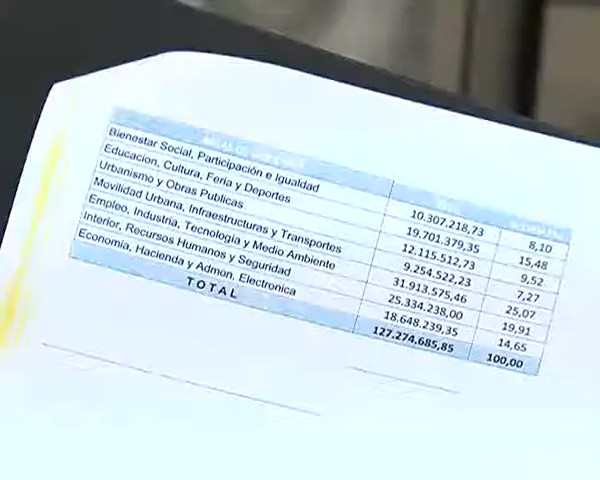 Bienestar Social, Participación e Igualdad 10.307.218,73 8,10
Educacion, Cultura, Feria y Deportes 19.701.379,35 15,48
Urbanismo y Obras Publicas 12.115.512,73 9,52
Movilidad Urbana, Infraestructuras y Transportes 9.254.522,23 7,27
Empleo, Industria, Tecnología y Medio Ambiente 31.913.575,46 25,07
Interior, Recursos Humanos y Seguridad 25.334.238,00 19,91
Economía, Hacienda y Admon. Electronica 18.648.239,35 14,65
TOTAL 127.274.685,85 100,00